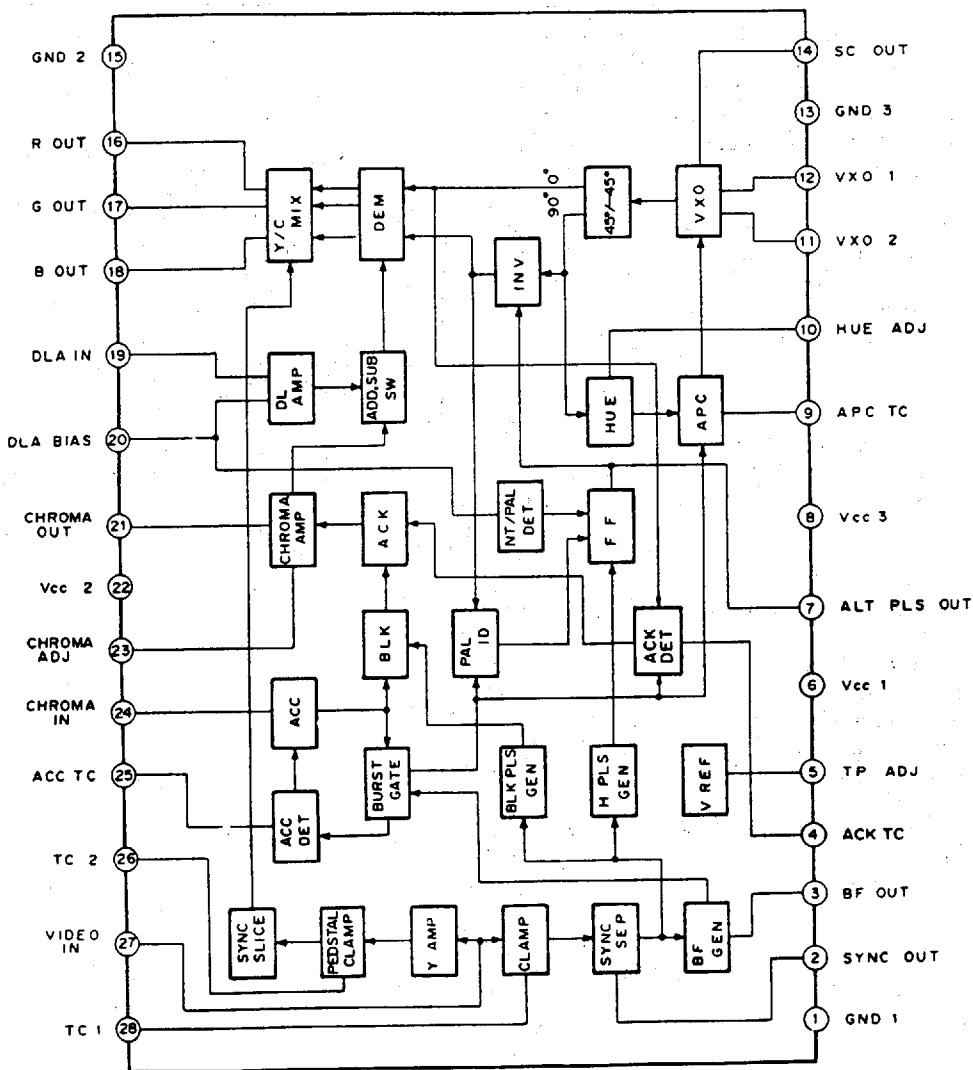 GND 2
15
R OUT
16
G OUT
17
B OUT
18
DLA IN
19
DLA BIAS
20
CHROMA
OUT
21
Vcc 2
22
CHROMA
ADJ
23
CHROMA
IN
24
ACC TC
25
TC 2
26
VIDEO
IN
27
TC 1
28
14
SC OUT
13
GND 3
12
VXO 1
11
VXO 2
10
HUE ADJ
9
APC TC
8
Vcc 3
7
ALT PLS OUT
6
Vcc 1
5
TP ADJ
4
ACK TC
3
BF OUT
2
SYNC OUT
1
GND 1
Y/C
MIX
DEM
90° 0°
45°/-45°
VXO
INV.
DL
AMP
ADD,SUB
SW
HUE
APC
CHROMA
AMP
ACK
NT/PAL
DET
F F
BLK
PAL
ID
ACK
DET
ACC
ACC
DET
BURST
GATE
BLK PLS
GEN
H PLS
GEN
V REF
SYNC
SLICE
PEDSTAL
CLAMP
Y AMP
CLAMP
SYNC
SEP
BF
GEN